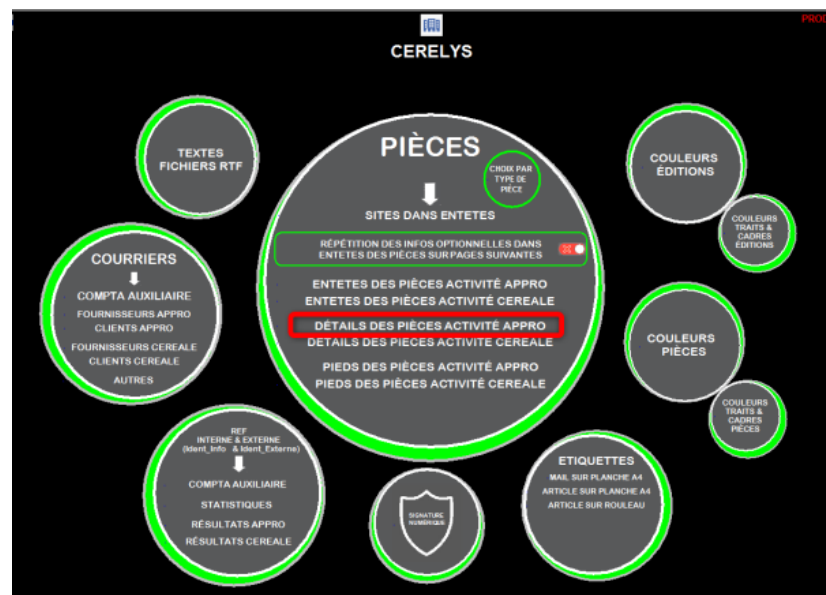 CERELYS
PROD
TEXTES
FICHIERS RTF
PIÈCES
CHOIX PAR
TYPE DE
PIÈCE
SITES DANS ENTETES
RÉPÉTITION DES INFOS OPTIONNELLES DANS
ENTETES DES PIÈCES SUR PAGES SUIVANTES
ENTETES DES PIÈCES ACTIVITÉ APPRO
ENTETES DES PIÈCES ACTIVITÉ CEREALE
DÉTAILS DES PIÈCES ACTIVITÉ APPRO
DÉTAILS DES PIÈCES ACTIVITÉ CEREALE
PIEDS DES PIÈCES ACTIVITÉ APPRO
PIEDS DES PIÈCES ACTIVITÉ CEREALE
COULEURS
ÉDITIONS
COULEURS
TRAITS &
CADRES
ÉDITIONS
COURRIERS
COMPTA AUXILIAIRE
FOURNISSEURS APPRO
CLIENTS APPRO
FOURNISSEURS CEREALE
CLIENTS CEREALE
AUTRES
COULEURS
PIÈCES
COULEURS
TRAITS &
CADRES
PIÈCES
REF
INTERNE & EXTERNE
(Ident_Info & Ident_Externe)
COMPTA AUXILIAIRE
STATISTIQUES
RÉSULTATS APPRO
RÉSULTATS CEREALE
SIGNATURE
NUMÉRIQUE
ETIQUETTES
MAIL SUR PLANCHE A4
ARTICLE SUR PLANCHE A4
ARTICLE SUR ROULEAU